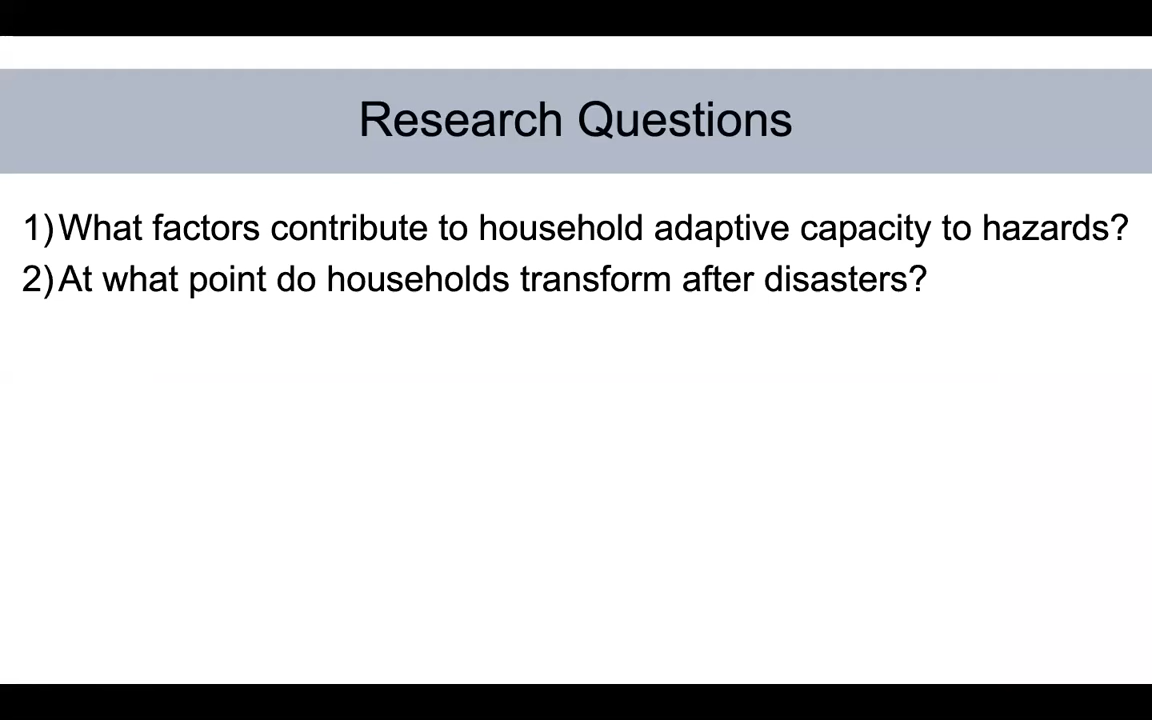 Research Questions
1) What factors contribute to household adaptive capacity to hazards?
2) At what point do households transform after disasters?